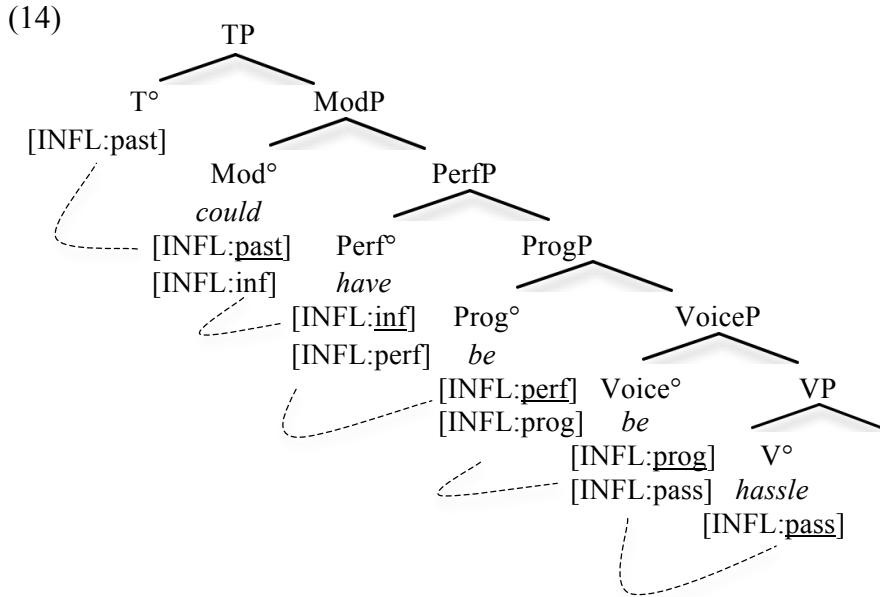 (14)
TP
T° ModP
[INFL:past]
Mod° PerfP
could
[INFL:past] Perf° ProgP
[INFL:inf] have
[INFL:inf] Prog° VoiceP
[INFL:perf] be
[INFL:perf] Voice° VP
[INFL:prog] be
[INFL:prog] V°
[INFL:pass] hassle
[INFL:pass]